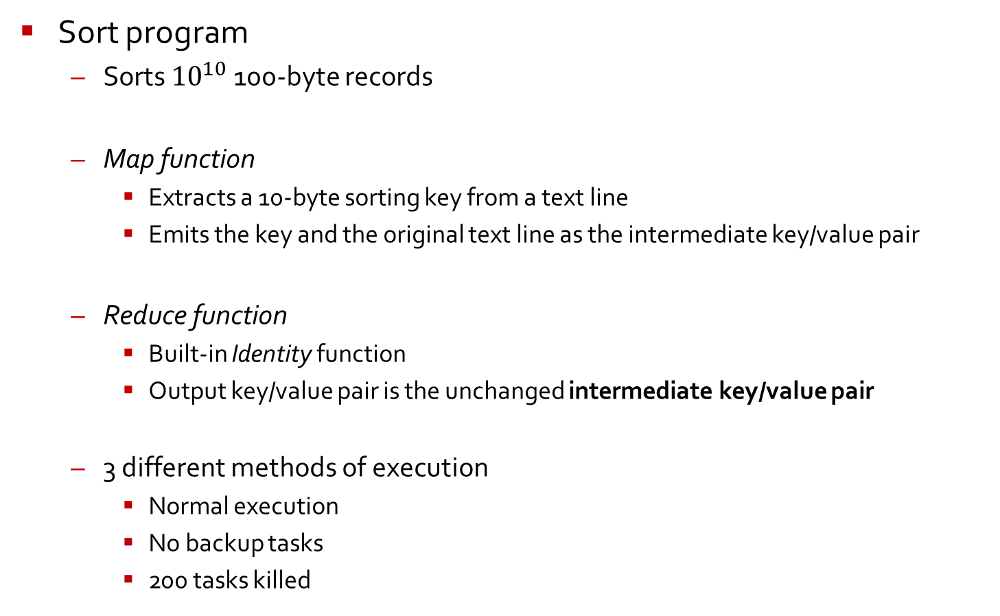 ▪ Sort program
– Sorts 10^10 100-byte records
– Map function
▪ Extracts a 10-byte sorting key from a text line
▪ Emits the key and the original text line as the intermediate key/value pair
– Reduce function
▪ Built-in Identity function
▪ Output key/value pair is the unchanged intermediate key/value pair
– 3 different methods of execution
▪ Normal execution
▪ No backup tasks
▪ 200 tasks killed